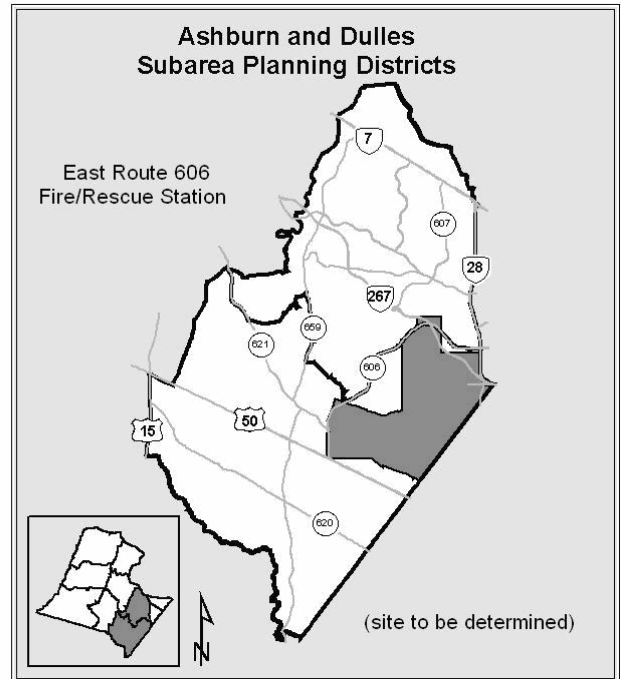 Ashburn and Dulles
Subarea Planning Districts
East Route 606
Fire/Rescue Station
7
607
28
267
659
621
606
50
15
620
(site to be determined)
N